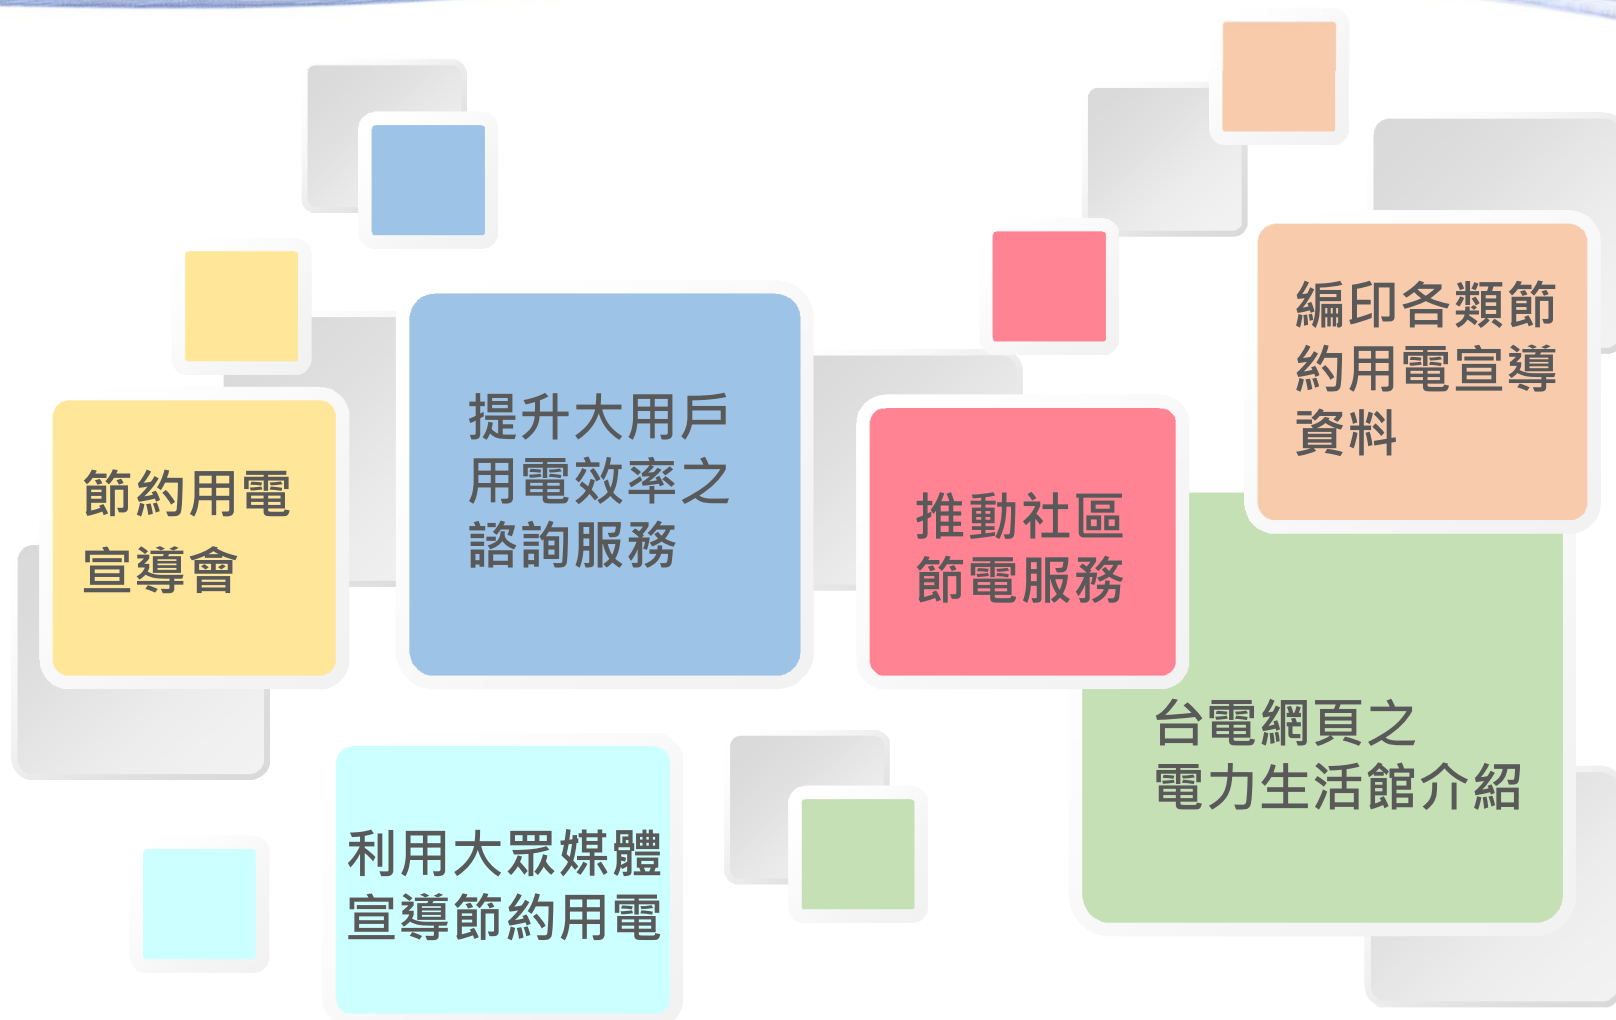 節約用電
宣導會
提升大用戶
用電效率之
諮詢服務
推動社區
節電服務
編印各類節
約用電宣導
資料
利用大眾媒體
宣導節約用電
台電網頁之
電力生活館介紹